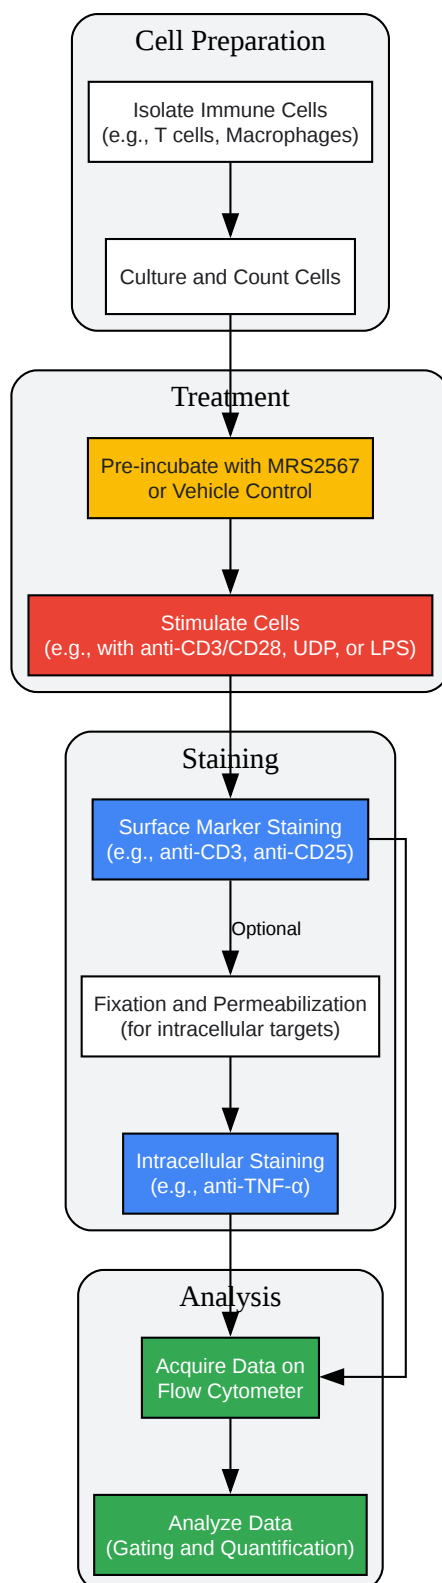 Cell Preparation
Isolate Immune Cells
(e.g., T cells, Macrophages)
Culture and Count Cells
Treatment
Pre-incubate with MRS2567
or Vehicle Control
Stimulate Cells
(e.g., with anti-CD3/CD28, UDP, or LPS)
Staining
Surface Marker Staining
(e.g., anti-CD3, anti-CD25)
Optional
Fixation and Permeabilization
(for intracellular targets)
Intracellular Staining
(e.g., anti-TNF-α)
Analysis
Acquire Data on
Flow Cytometer
Analyze Data
(Gating and Quantification)